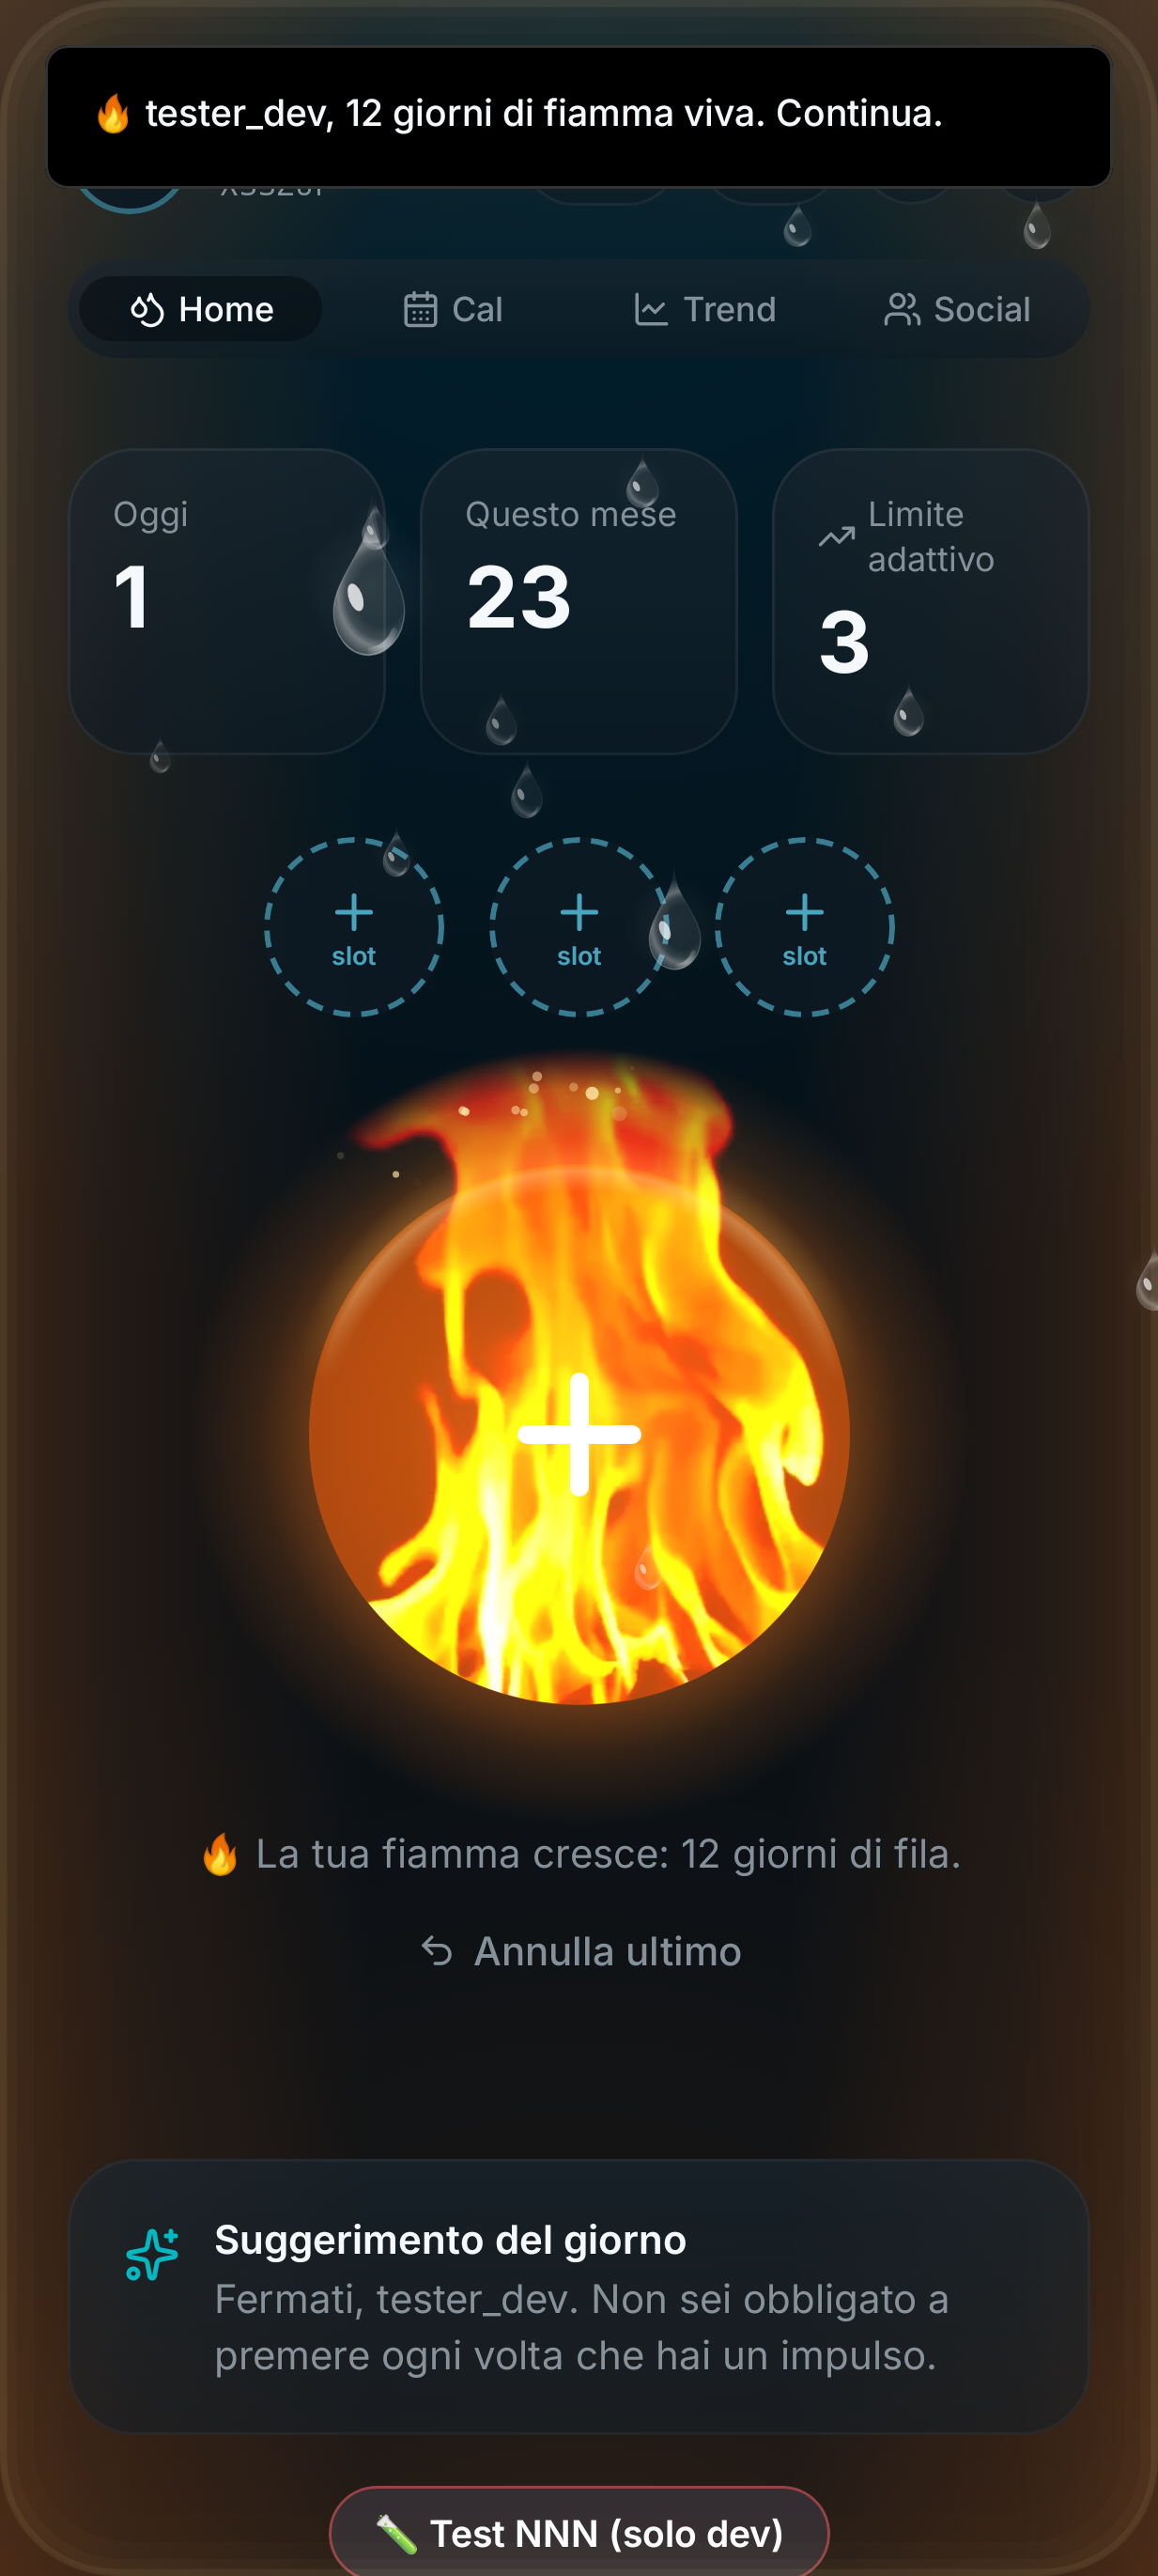 🔥 tester_dev, 12 giorni di fiamma viva. Continua.
Home
Cal
Trend
Social
Oggi
1
Questo mese
23
Limite
adattivo
3
slot
slot
slot
🔥 La tua fiamma cresce: 12 giorni di fila.
Annulla ultimo
Suggerimento del giorno
Fermati, tester_dev. Non sei obbligato a
premere ogni volta che hai un impulso.
🧪 Test NNN (solo dev)